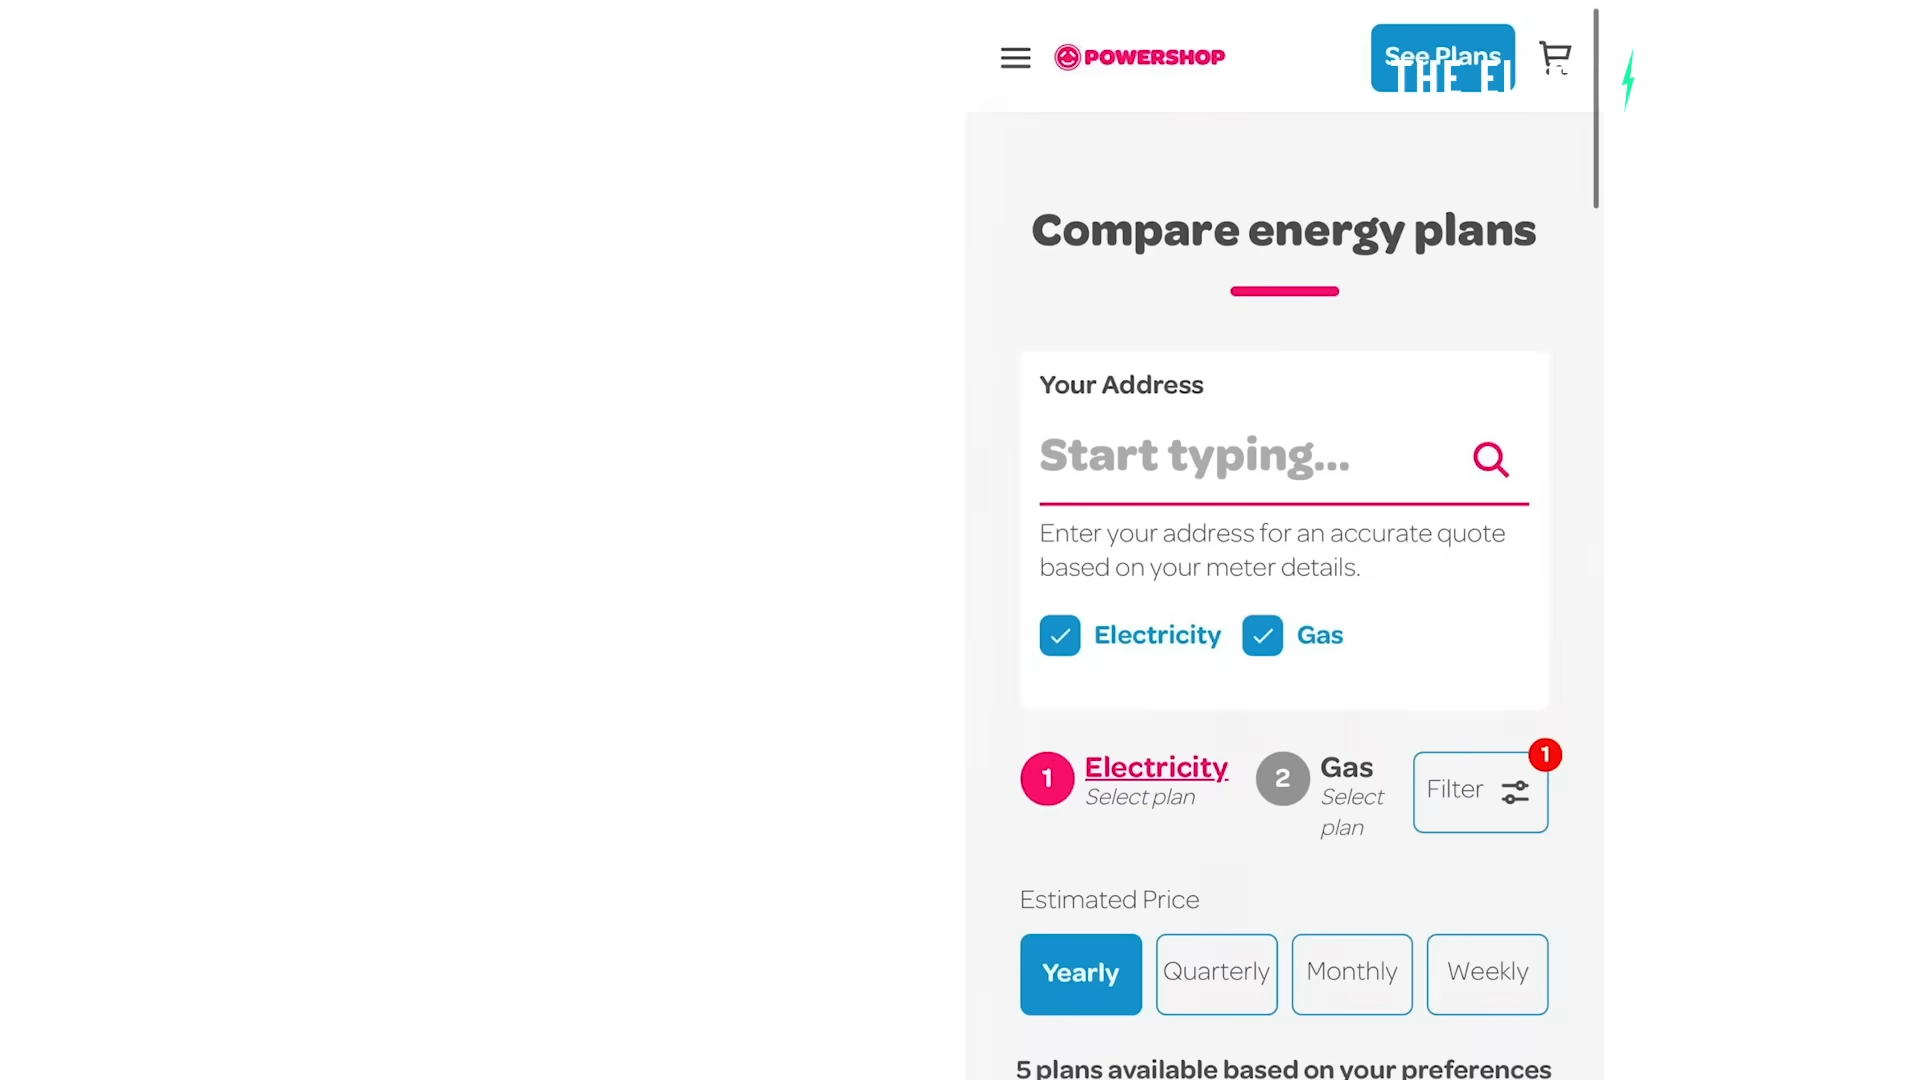 POWERSHOP
See Plans
THE
Compare energy plans
Your Address
Start typing...
Enter your address for an accurate quote
based on your meter details.
Electricity Gas
1 Electricity
Select plan
2 Gas
Select
plan
Filter 1
Estimated Price
Yearly Quarterly Monthly Weekly
5 plans available based on your preferences